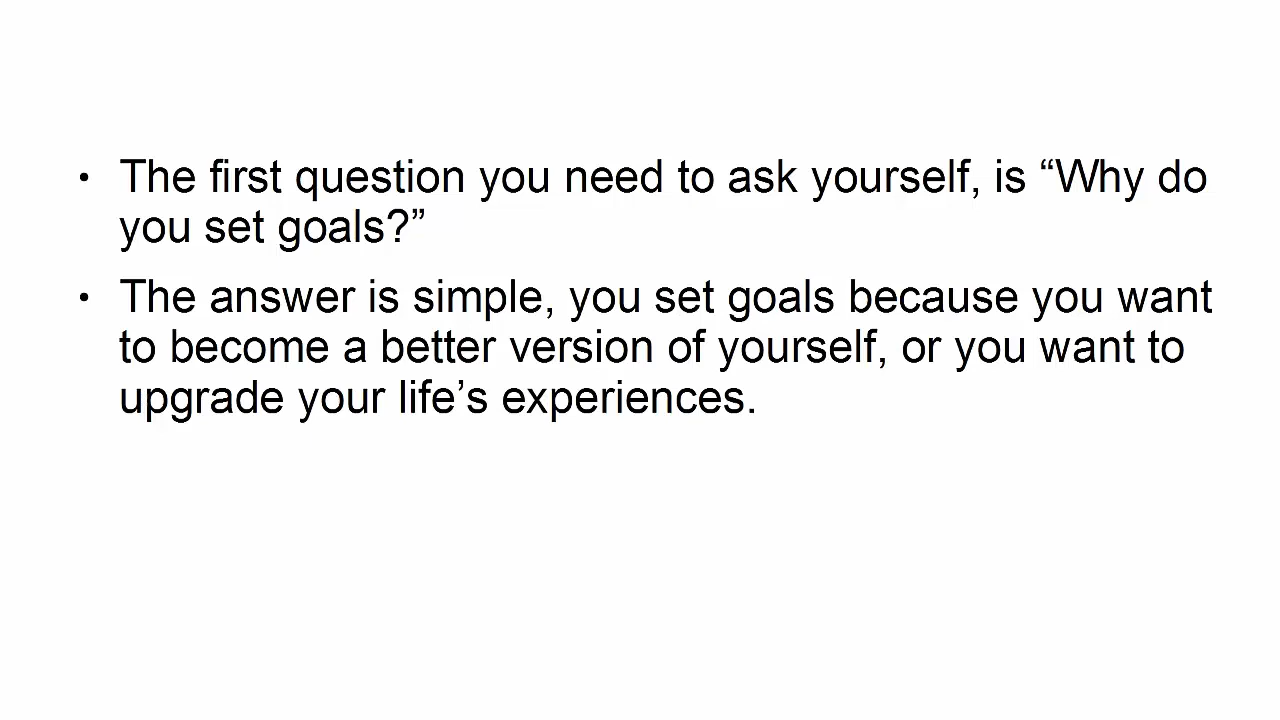 • The first question you need to ask yourself, is “Why do
you set goals?”
• The answer is simple, you set goals because you want
to become a better version of yourself, or you want to
upgrade your life’s experiences.